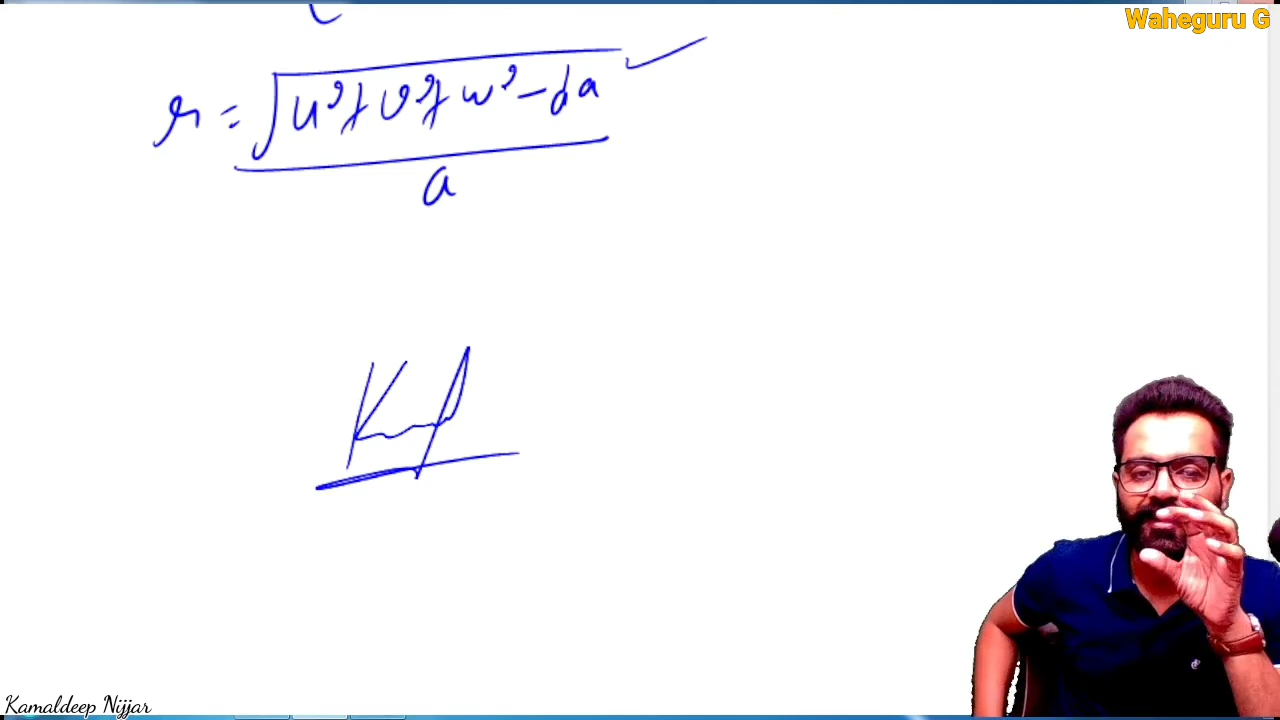 Waheguru G
r = √(u² + v² + w² - da)
a
Kamaldeep Nijjar